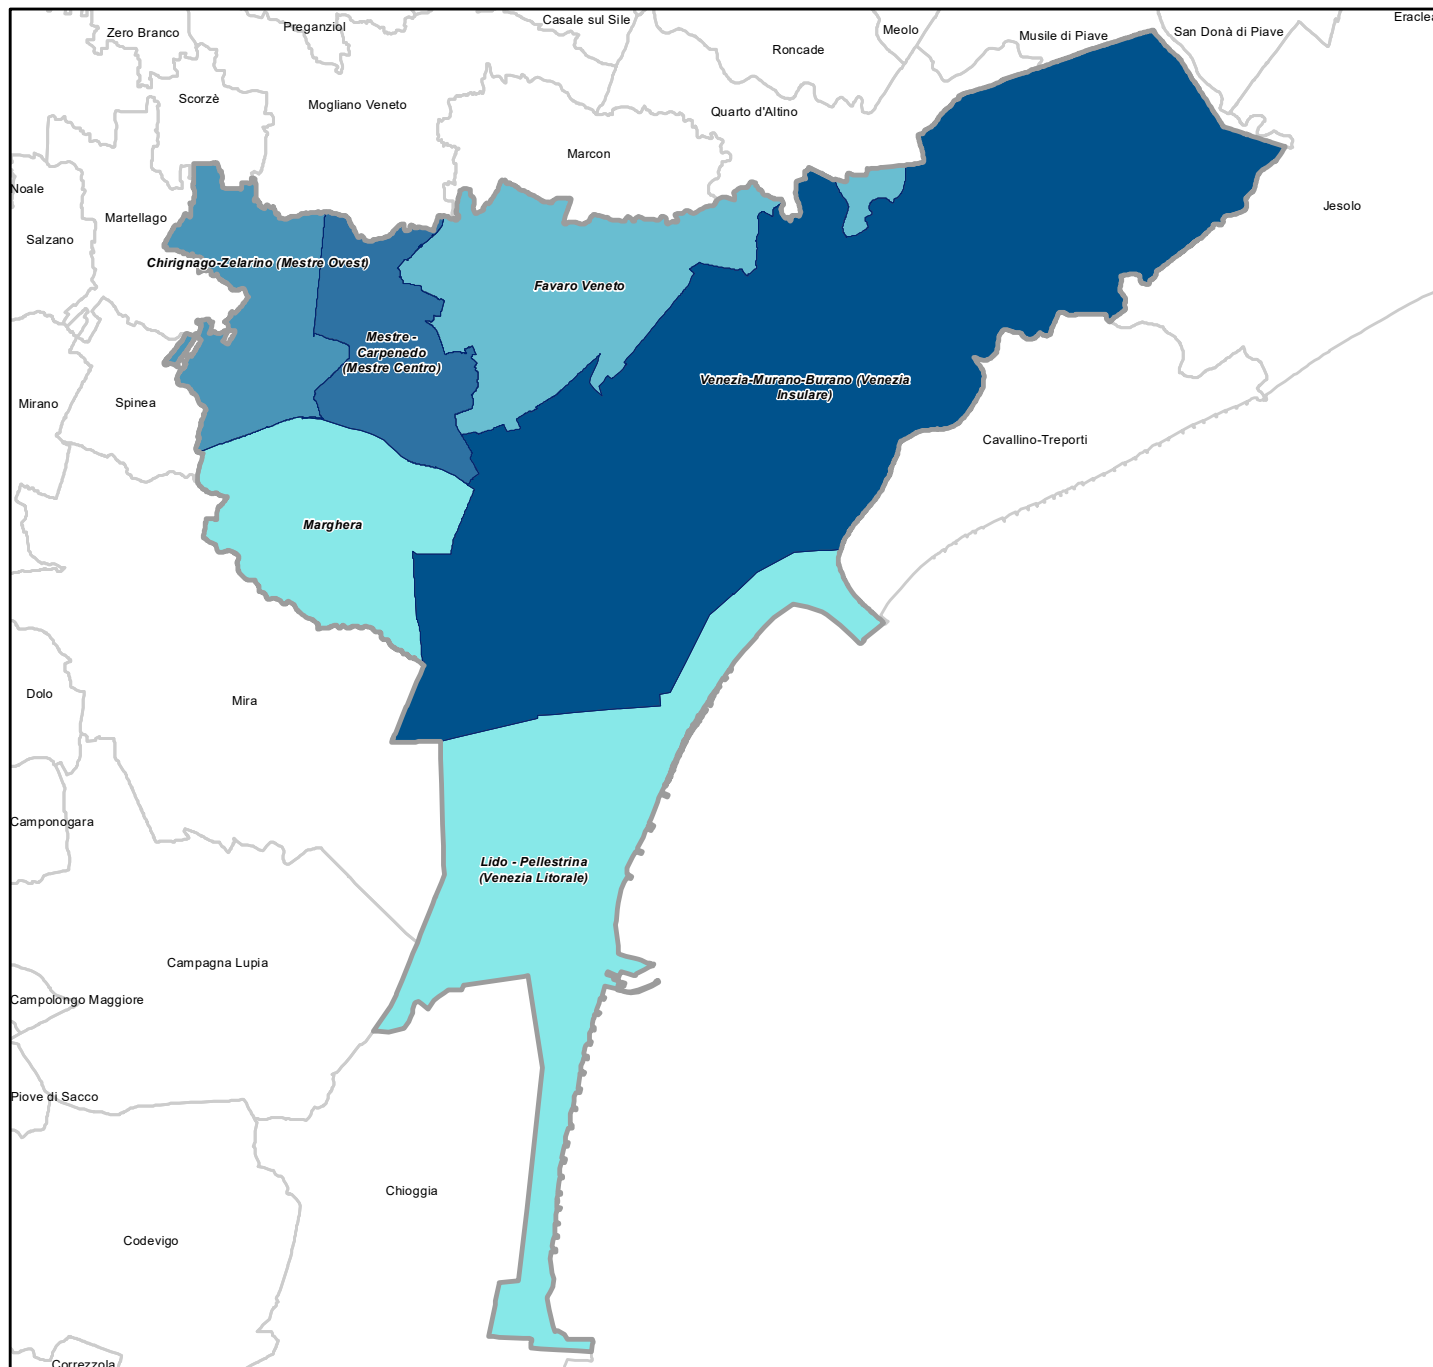 Casale sul Sile
Eraclea
Preganziol
Zero Branco
Meolo
San Donà di Piave
Musile di Piave
Roncade
Scorzè
Mogliano Veneto
Quarto d'Altino
Marcon
Noale
Jesolo
Martellago
Salzano
Chirignago-Zelarino (Mestre Ovest)
Favaro Veneto
Mestre -
Carpenedo
(Mestre Centro)
Venezia-Murano-Burano (Venezia
Insulare)
Mirano
Spinea
Cavallino-Treporti
Marghera
Dolo
Mira
Camponogara
Lido - Pellestrina
(Venezia Litorale)
Campagna Lupia
Campolongo Maggiore
Piove di Sacco
Chioggia
Codevigo
Correzzola